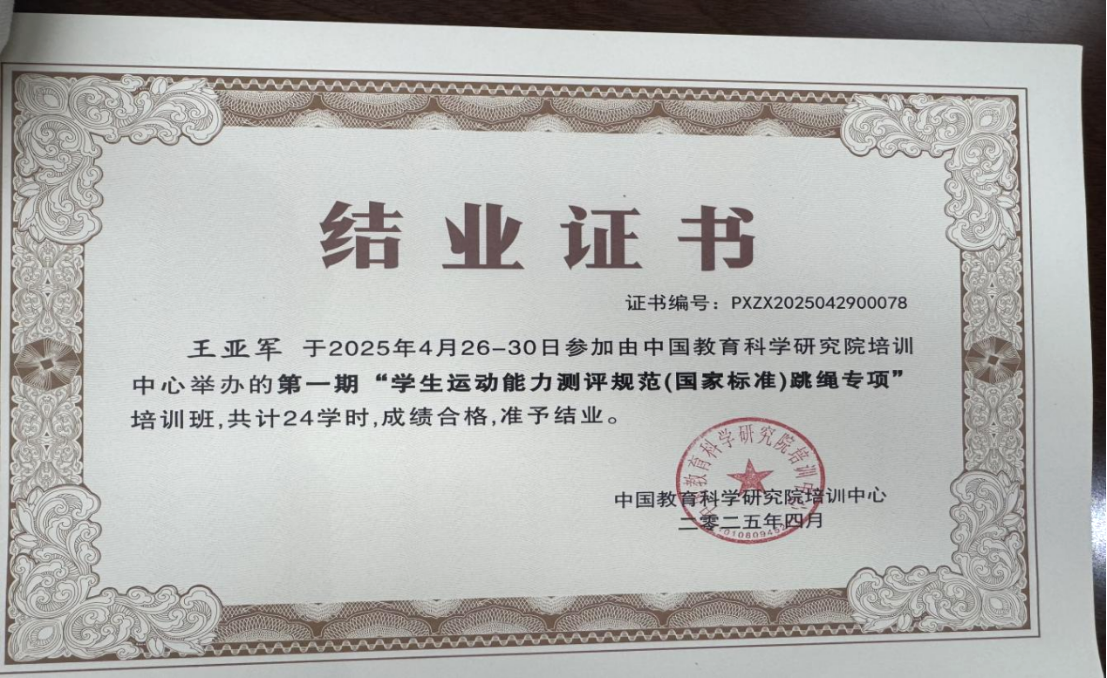 结业证书
证书编号：PXZX2025042900078
王亚军 于2025年4月26-30日参加由中国教育科学研究院培训
中心举办的第一期“学生运动能力测评规范(国家标准)跳绳专项”
培训班,共计24学时,成绩合格,准予结业。
中国教育科学研究院培训中心
二零二五年四月